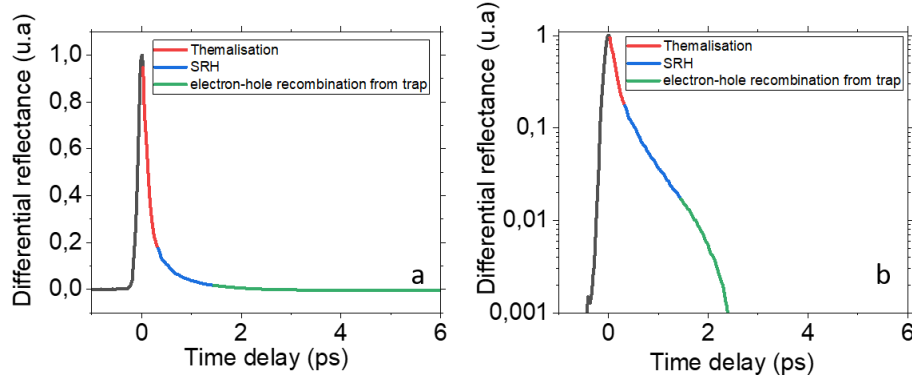 Differential reflectance (u.a)
1,0
0,8
0,6
0,4
0,2
0,0
Themalisation
SRH
electron-hole recombination from trap
a
0
2
4
6
Time delay (ps)
Differential reflectance (u.a)
1
0,1
0,01
0,001
Themalisation
SRH
electron-hole recombination from trap
b
0
2
4
6
Time delay (ps)